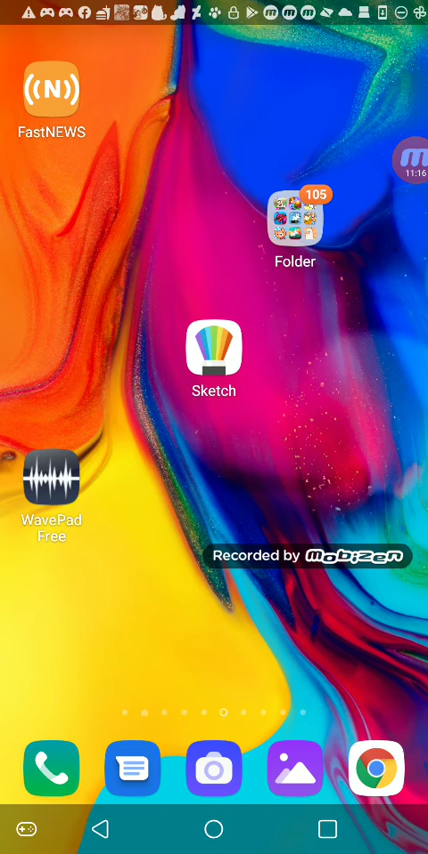 ((N))
FastNEWS
11:16
105
Folder
Sketch
WavePad
Free
Recorded by mobizen